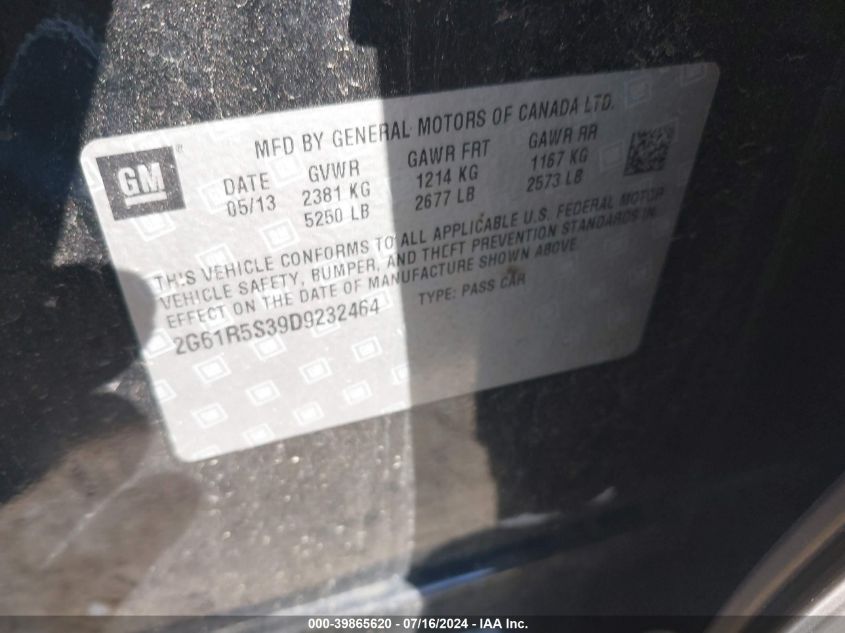 MFD BY GENERAL MOTORS OF CANADA LTD.
GM
DATE GVWR GAWR FRT GAWR RR
05/13 2381 KG 1214 KG 1167 KG
5250 LB 2677 LB 2573 LB
THIS VEHICLE CONFORMS TO ALL APPLICABLE U.S. FEDERAL MOTOR
VEHICLE SAFETY, BUMPER, AND THEFT PREVENTION STANDARDS IN
EFFECT ON THE DATE OF MANUFACTURE SHOWN ABOVE
2G61R5S39D9232464 TYPE: PASS CAR
000-39865620 - 07/16/2024 - IAA Inc.